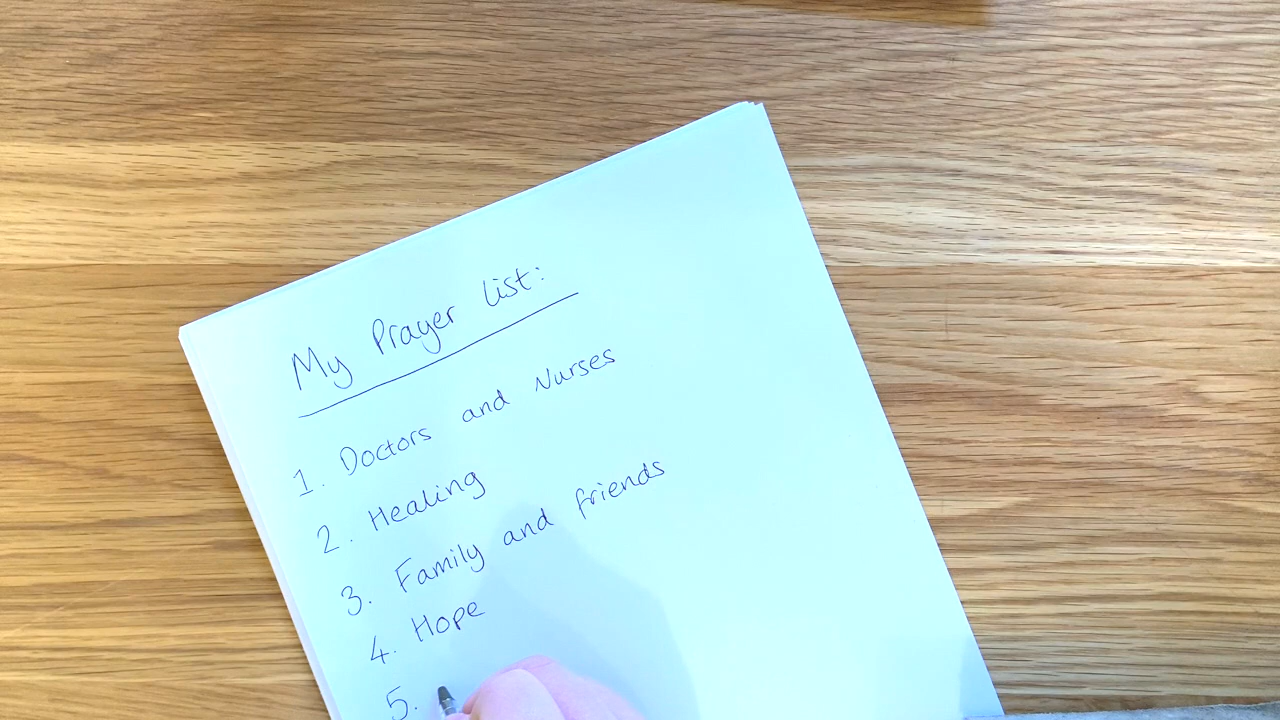 My Prayer list:
1. Doctors and Nurses
2. Healing
3. Family and friends
4. Hope
5.